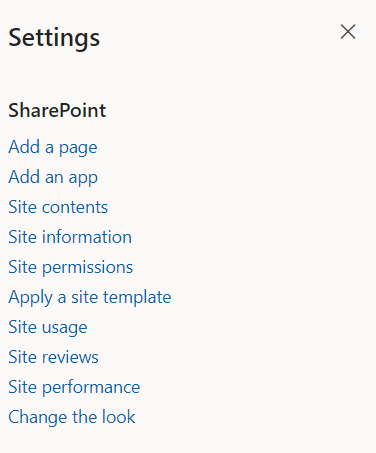 Settings
SharePoint
Add a page
Add an app
Site contents
Site information
Site permissions
Apply a site template
Site usage
Site reviews
Site performance
Change the look